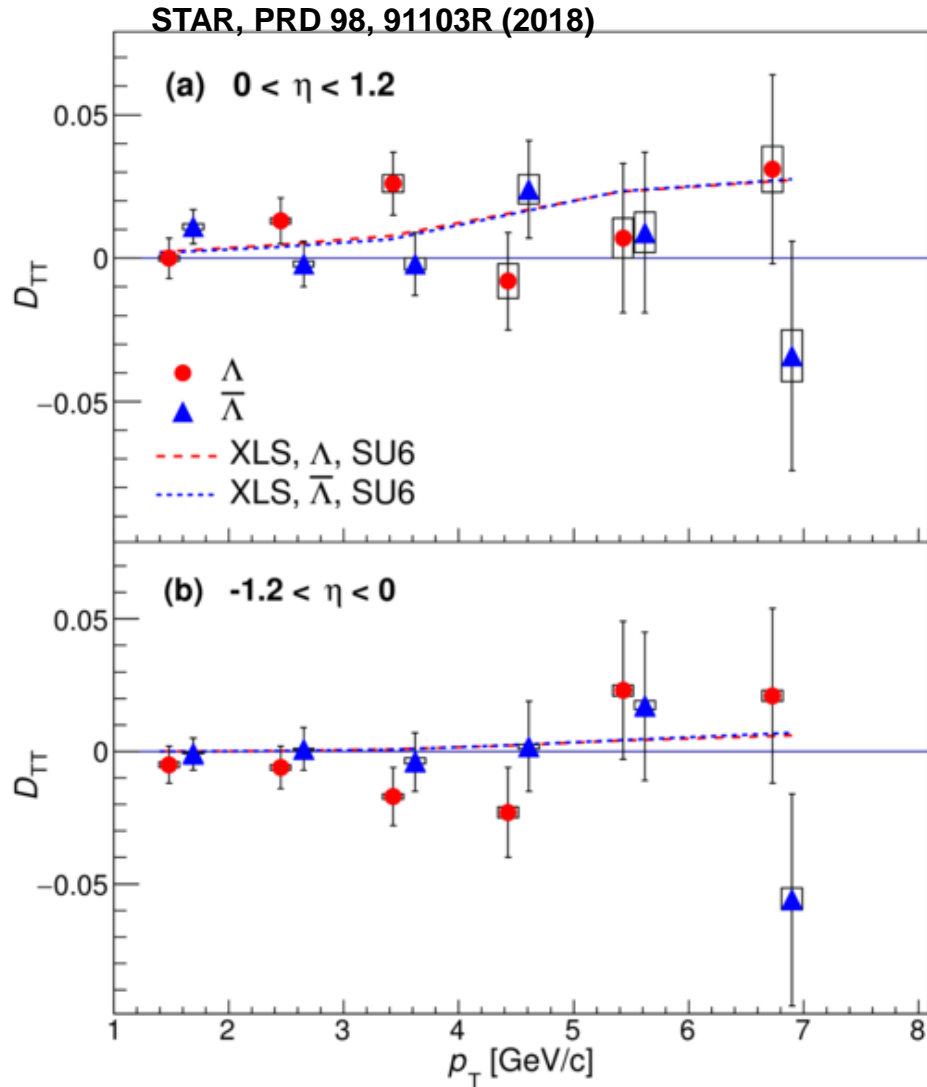 STAR, PRD 98, 91103R (2018)
(a) 0 < η < 1.2
0.05
0
−0.05
D_TT
Λ
Λ̅
XLS, Λ, SU6
XLS, Λ̅, SU6
(b) -1.2 < η < 0
0.05
0
−0.05
D_TT
1 2 3 4 5 6 7 8
p_T [GeV/c]